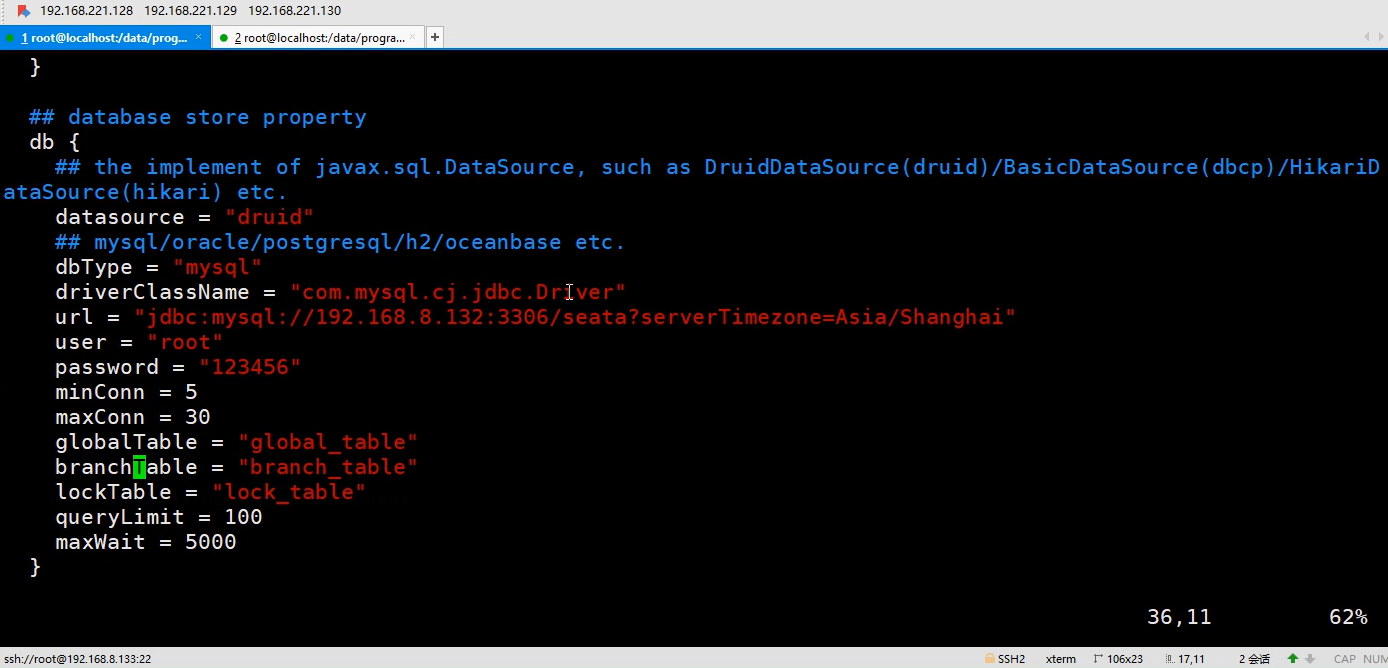 192.168.221.128 192.168.221.129 192.168.221.130
1 root@localhost:/data/prog... × 2 root@localhost:/data/progra... × +
}
## database store property
db {
## the implement of javax.sql.DataSource, such as DruidDataSource(druid)/BasicDataSource(dbcp)/HikariD
ataSource(hikari) etc.
datasource = "druid"
## mysql/oracle/postgresql/h2/oceanbase etc.
dbType = "mysql"
driverClassName = "com.mysql.cj.jdbc.Driver"
url = "jdbc:mysql://192.168.8.132:3306/seata?serverTimezone=Asia/Shanghai"
user = "root"
password = "123456"
minConn = 5
maxConn = 30
globalTable = "global_table"
branchTable = "branch_table"
lockTable = "lock_table"
queryLimit = 100
maxWait = 5000
}
36,11 62%
ssh://root@192.168.8.133:22 SSH2 xterm 106x23 17,11 2 会话 CAP NUM